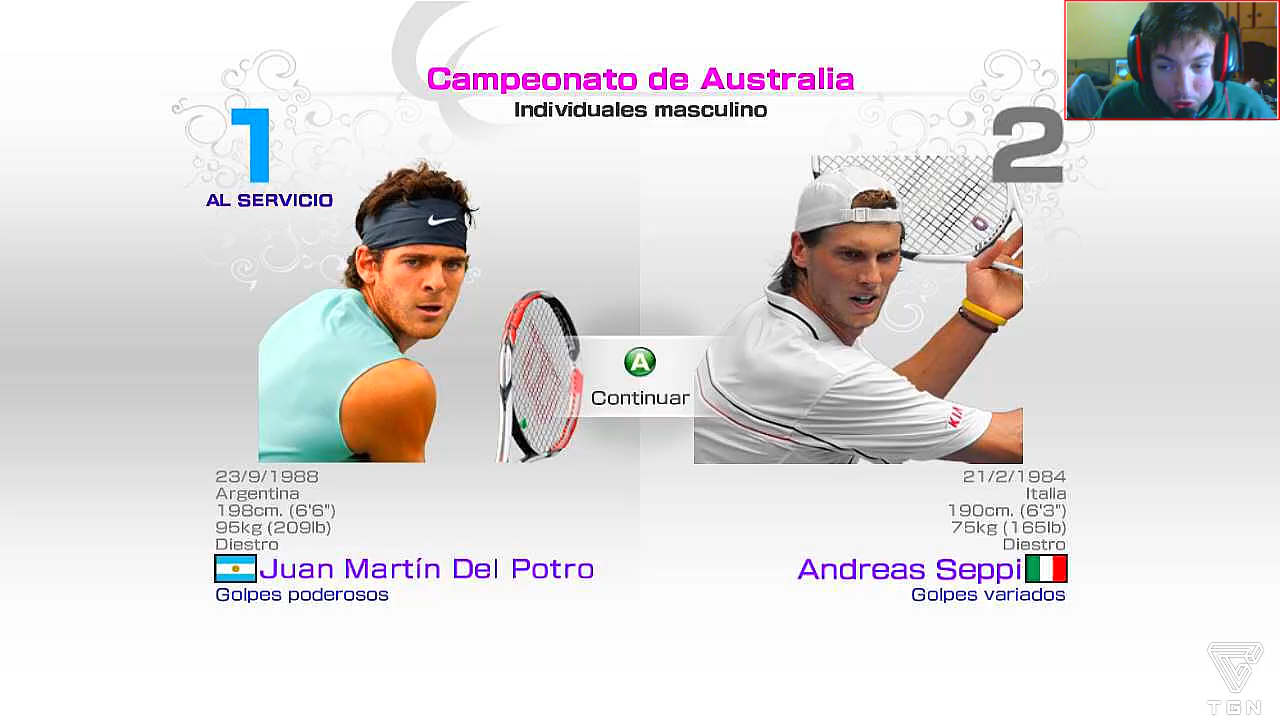 Campeonato de Australia
Individuales masculino
1
AL SERVICIO
2
A
Continuar
KIA
23/9/1988
Argentina
198cm. (6'6")
95kg (209lb)
Diestro
Juan Martín Del Potro
Golpes poderosos
21/2/1984
Italia
190cm. (6'3")
75kg (165lb)
Diestro
Andreas Seppi
Golpes variados
TGN